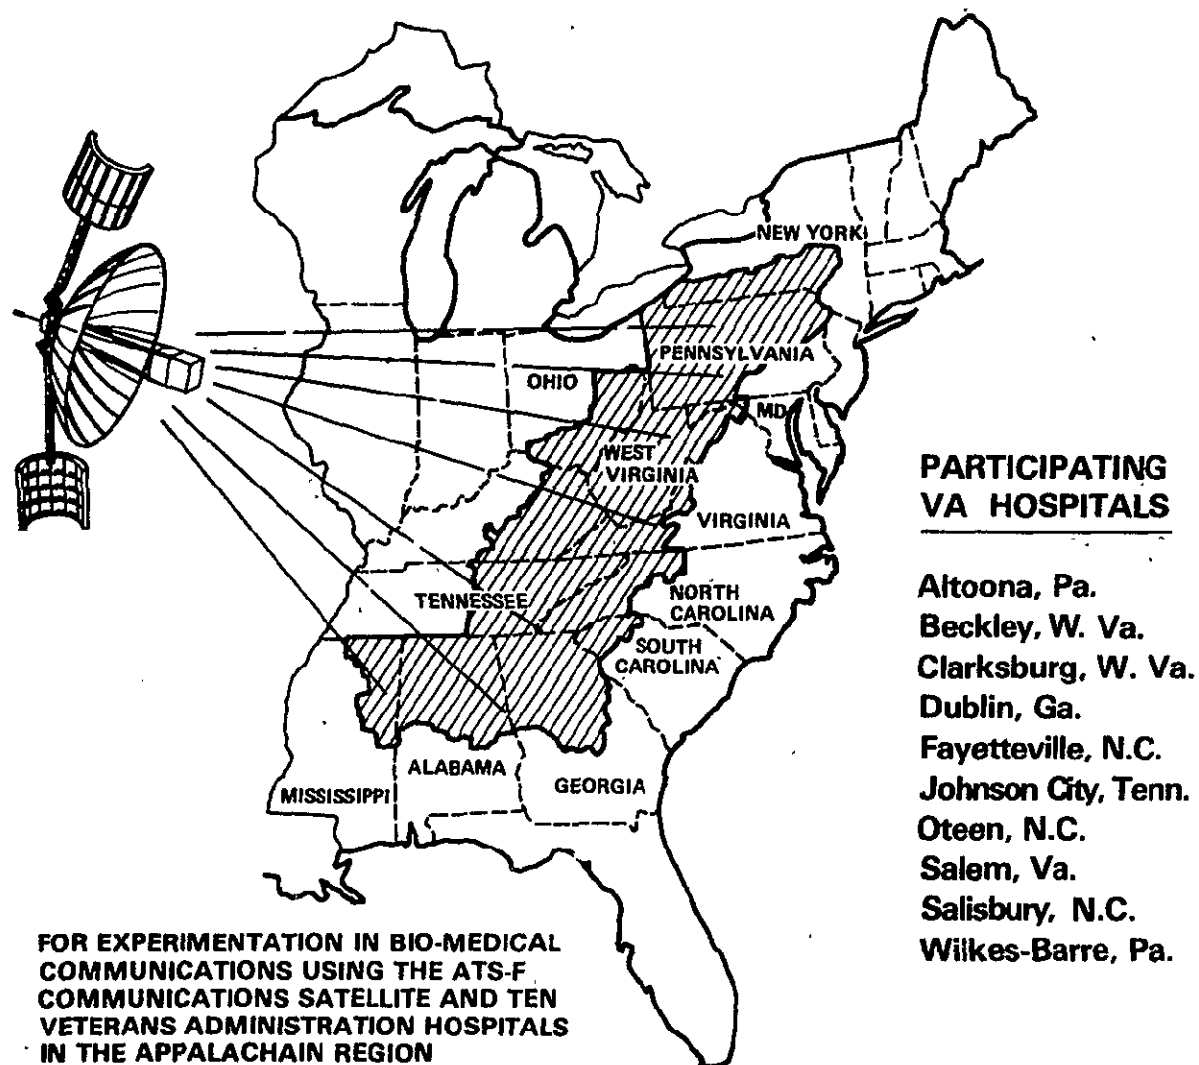 NEW YORK
PENNSYLVANIA
OHIO
MD.
WEST
VIRGINIA
VIRGINIA
TENNESSEE
NORTH
CAROLINA
SOUTH
CAROLINA
ALABAMA
MISSISSIPPI
GEORGIA
PARTICIPATING
VA HOSPITALS
Altoona, Pa.
Beckley, W. Va.
Clarksburg, W. Va.
Dublin, Ga.
Fayetteville, N.C.
Johnson City, Tenn.
Oteen, N.C.
Salem, Va.
Salisbury, N.C.
Wilkes-Barre, Pa.
FOR EXPERIMENTATION IN BIO-MEDICAL
COMMUNICATIONS USING THE ATS-F
COMMUNICATIONS SATELLITE AND TEN
VETERANS ADMINISTRATION HOSPITALS
IN THE APPALACHAIN REGION